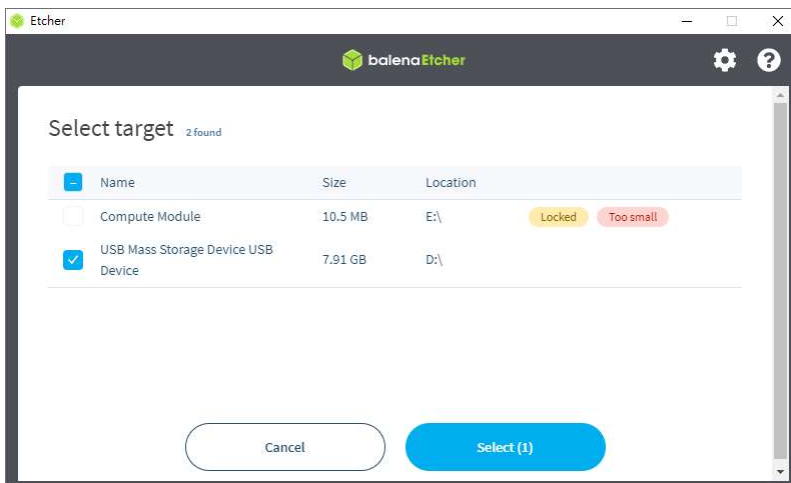 Etcher
balenaEtcher
Select target 2 found
Name Size Location
Compute Module 10.5 MB E:\ Locked Too small
USB Mass Storage Device USB
Device 7.91 GB D:\
Cancel Select (1)